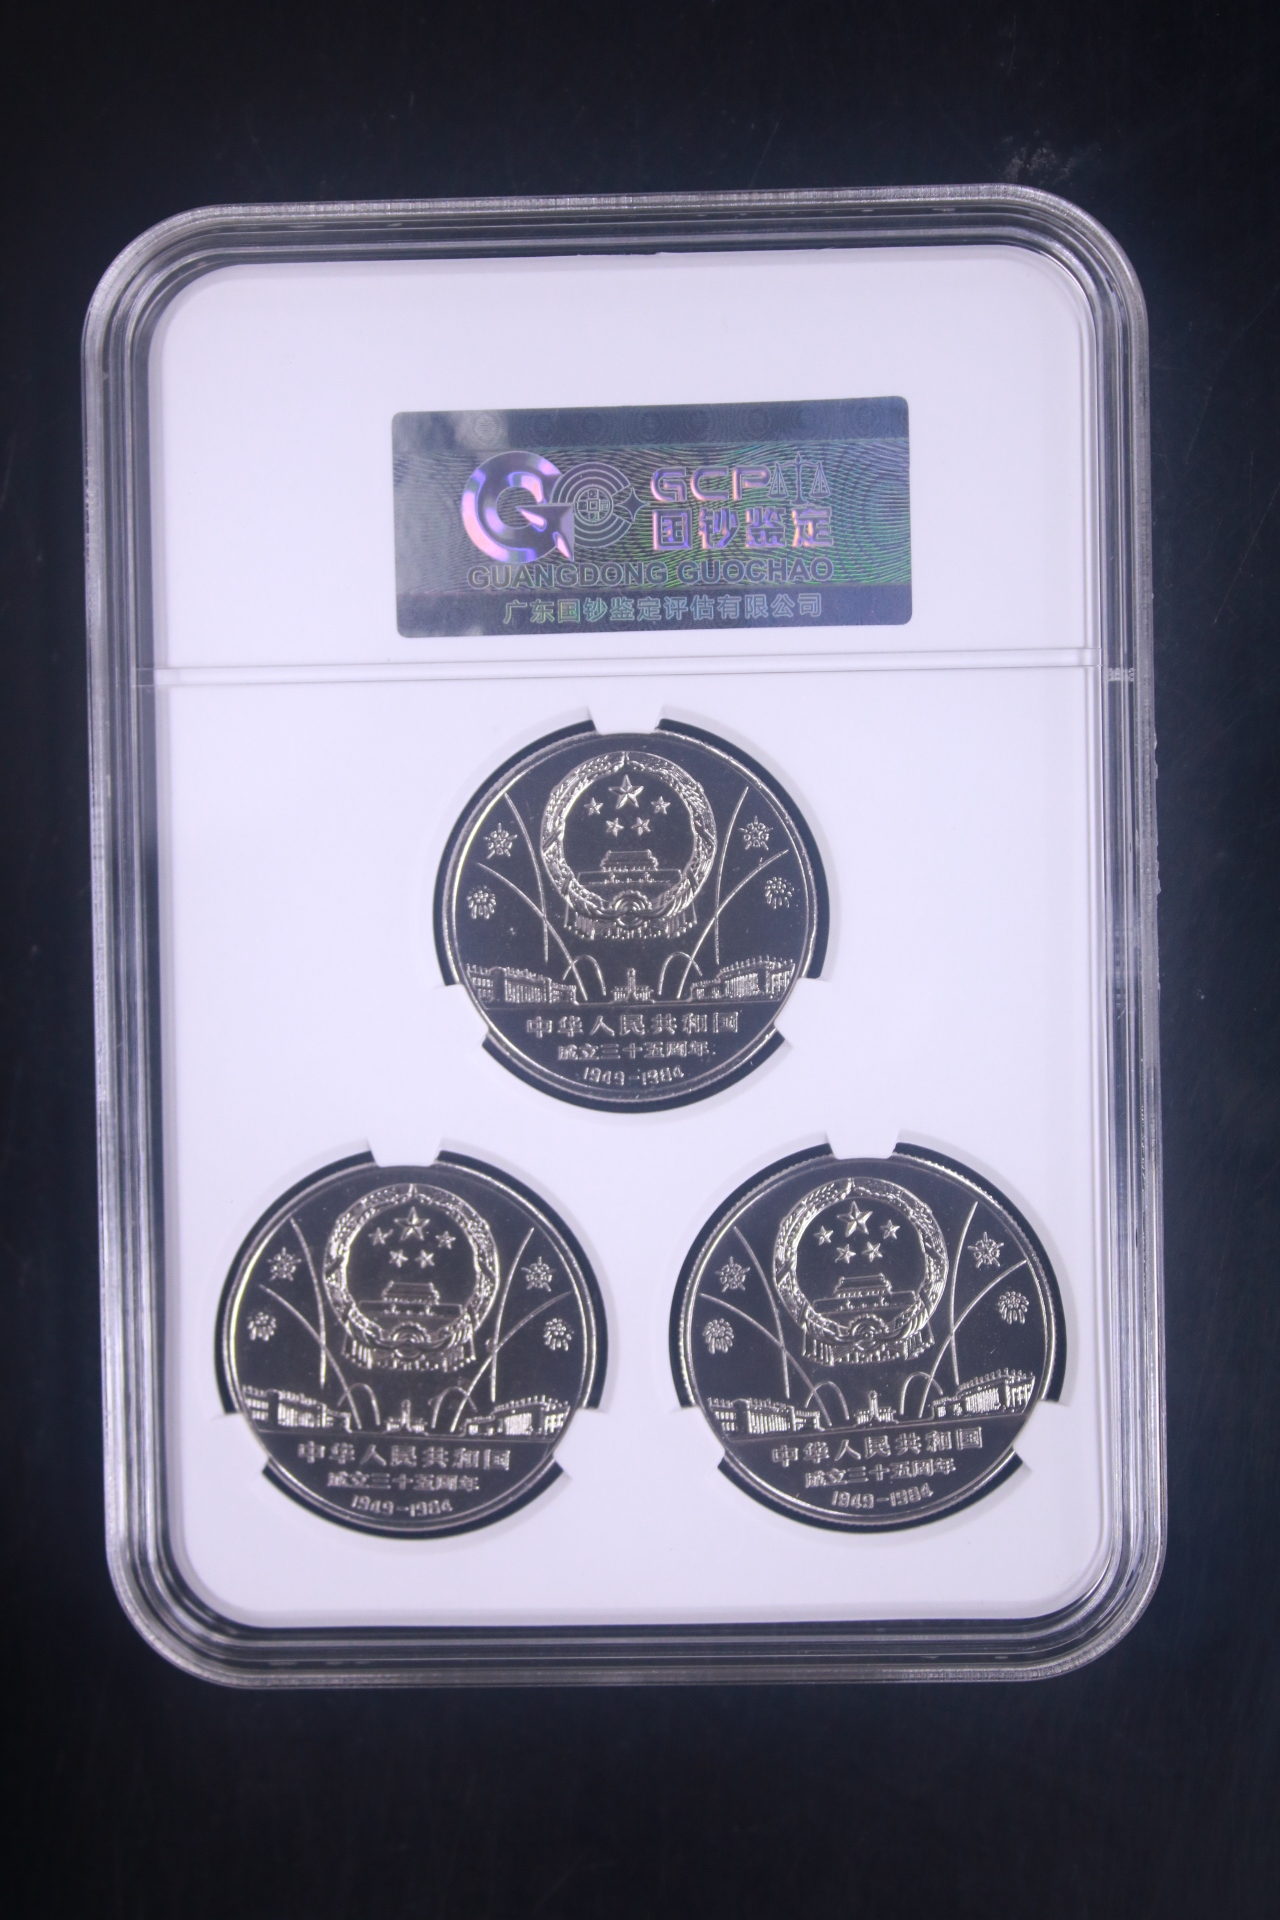 GCP
国钞鉴定
GUANGDONG GUOCHAO
广东国钞鉴定评估有限公司
中华人民共和国
成立三十五周年
1949-1984
中华人民共和国
成立三十五周年
1949-1984
中华人民共和国
成立三十五周年
1949-1984